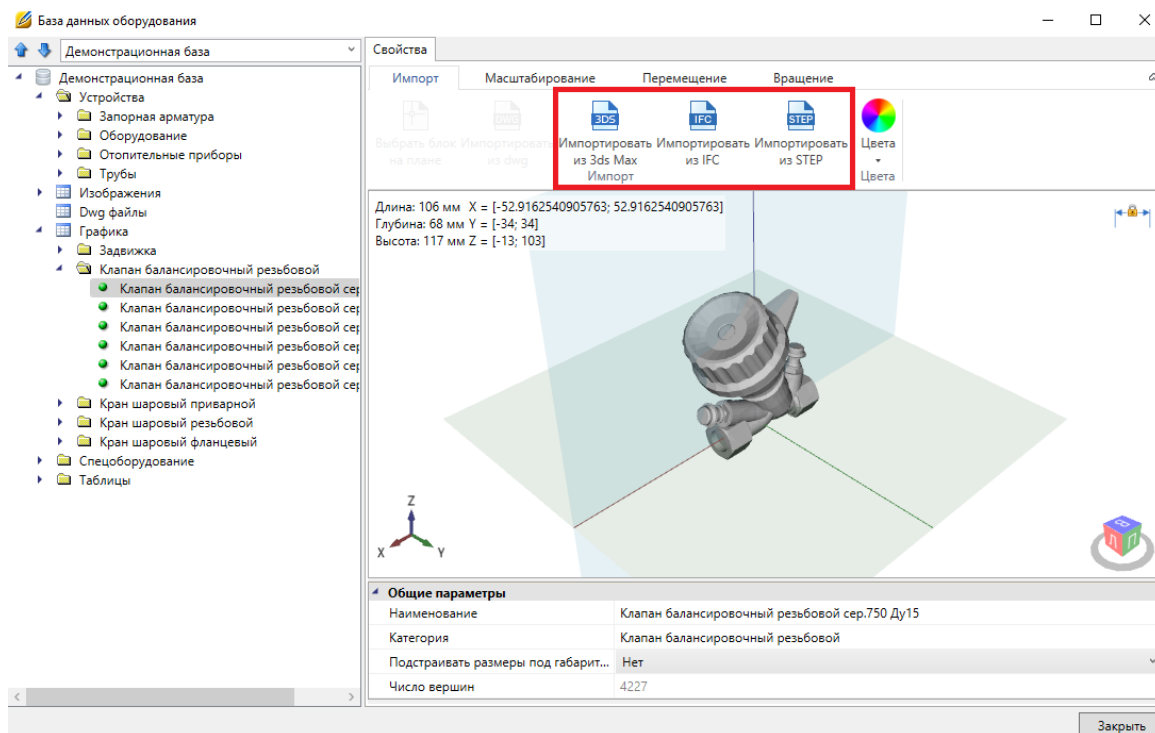 База данных оборудования
Демонстрационная база
Демонстрационная база
Устройства
Запорная арматура
Оборудование
Отопительные приборы
Трубы
Изображения
Dwg файлы
Графика
Задвижка
Клапан балансировочный резьбовой
Клапан балансировочный резьбовой сер
Клапан балансировочный резьбовой сер
Клапан балансировочный резьбовой сер
Клапан балансировочный резьбовой сер
Клапан балансировочный резьбовой сер
Клапан балансировочный резьбовой сер
Кран шаровый приварной
Кран шаровый резьбовой
Кран шаровый фланцевый
Спецоборудование
Таблицы
Свойства
Импорт Масштабирование Перемещение Вращение
DWG 3DS IFC STEP
Выбрать блок Импортировать Импортировать Импортировать Импортировать Цвета
на плане из dwg из 3ds Max из IFC из STEP
Импорт Цвета
Длина: 106 мм X = [-52.9162540905763; 52.9162540905763]
Глубина: 68 мм Y = [-34; 34]
Высота: 117 мм Z = [-13; 103]
Z
X Y
В
Л П
Общие параметры
Наименование Клапан балансировочный резьбовой сер.750 Ду15
Категория Клапан балансировочный резьбовой
Подстраивать размеры под габарит... Нет
Число вершин 4227
Закрыть